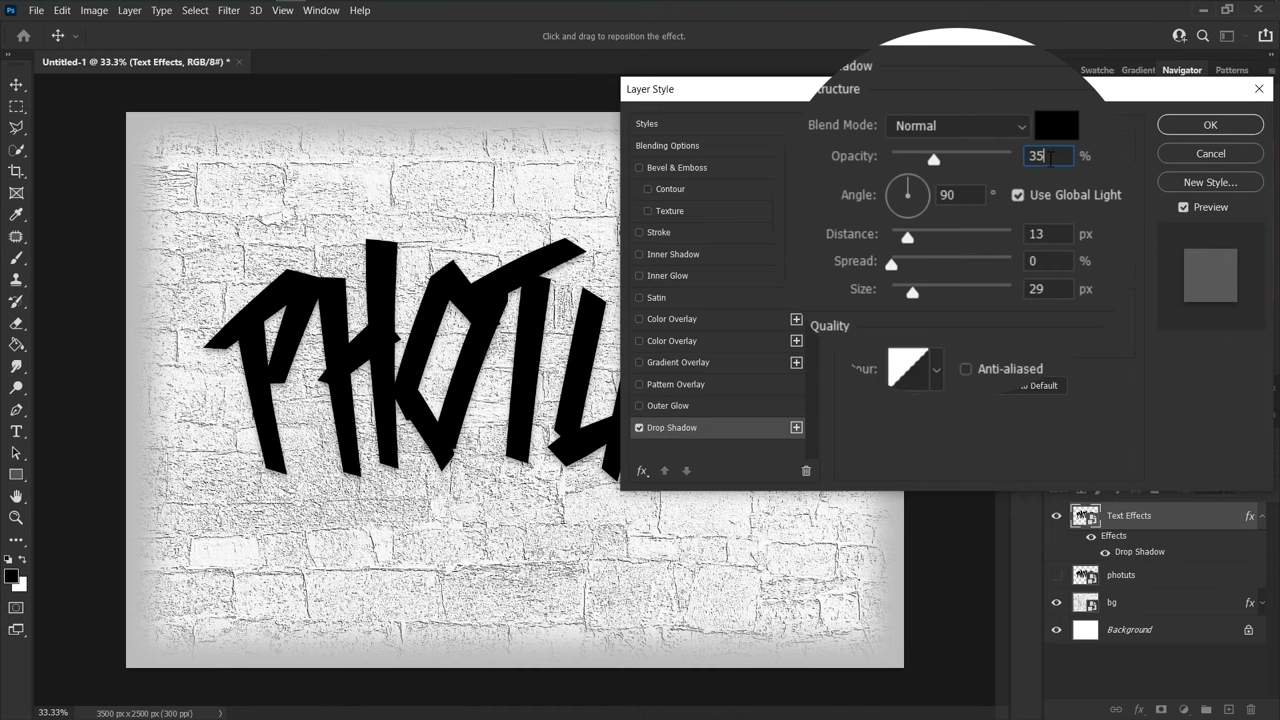 Ps File Edit Image Layer Type Select Filter 3D View Window Help
Click and drag to reposition the effect.
Untitled-1 @ 33.3% (Text Effects, RGB/8#) *
Swatche Gradient Navigator Patterns
Layer Style
Styles
Blending Options
Bevel & Emboss
Contour
Texture
Stroke
Inner Shadow
Inner Glow
Satin
Color Overlay
Color Overlay
Gradient Overlay
Pattern Overlay
Outer Glow
Drop Shadow
fx
adow
tructure
Blend Mode: Normal
Opacity: 35 %
Angle: 90 ° Use Global Light
Distance: 13 px
Spread: 0 %
Size: 29 px
Quality
our: Anti-aliased
to Default
OK
Cancel
New Style...
Preview
PHOTU
Text Effects fx
Effects
Drop Shadow
photuts
bg fx
Background
fx
33.33% 3500 px x 2500 px (300 ppi)